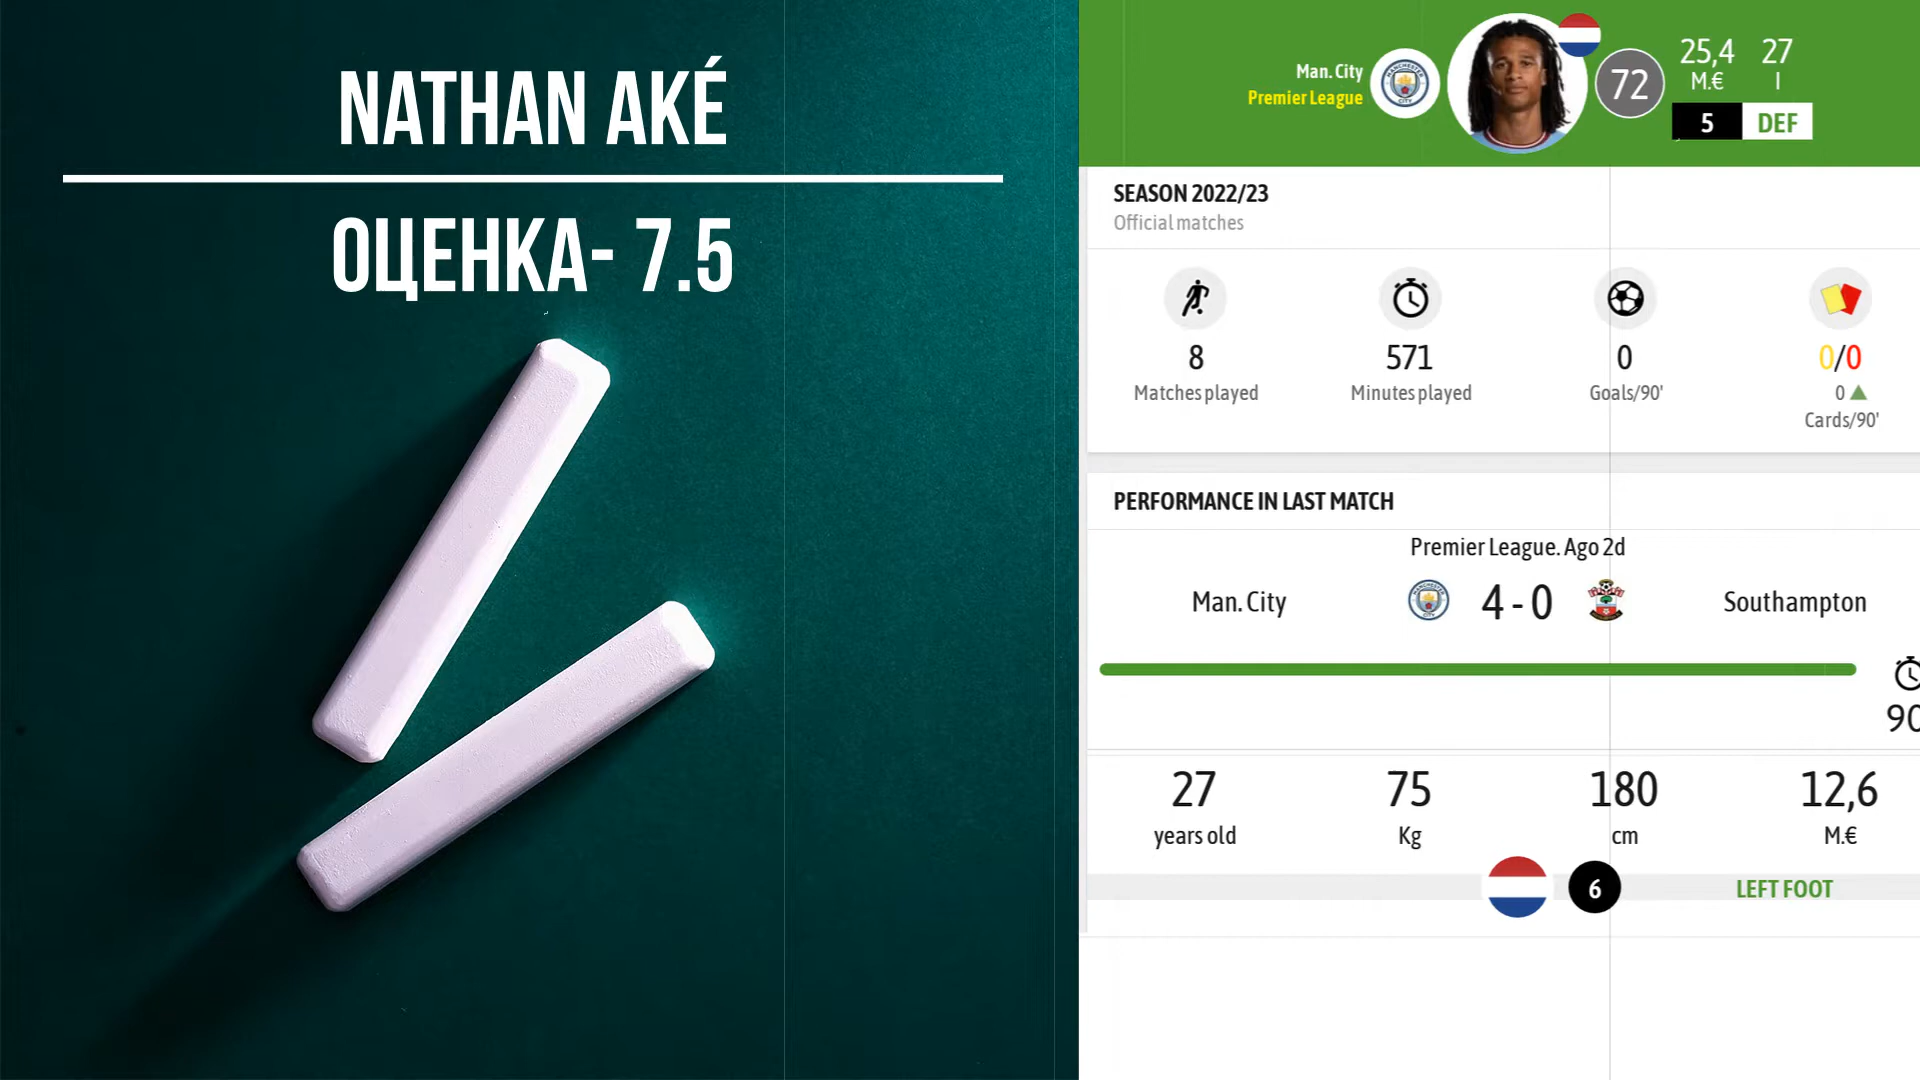 NATHAN AKÉ
ОЦЕНКА- 7.5
Man. City
Premier League
MANCHESTER
CITY
72
25,4
M.€
27
I
5
DEF
SEASON 2022/23
Official matches
8
Matches played
571
Minutes played
0
Goals/90'
0/0
0
Cards/90'
PERFORMANCE IN LAST MATCH
Premier League. Ago 2d
Man. City
4 - 0
Southampton
90
27
years old
75
Kg
180
cm
12,6
M.€
6
LEFT FOOT